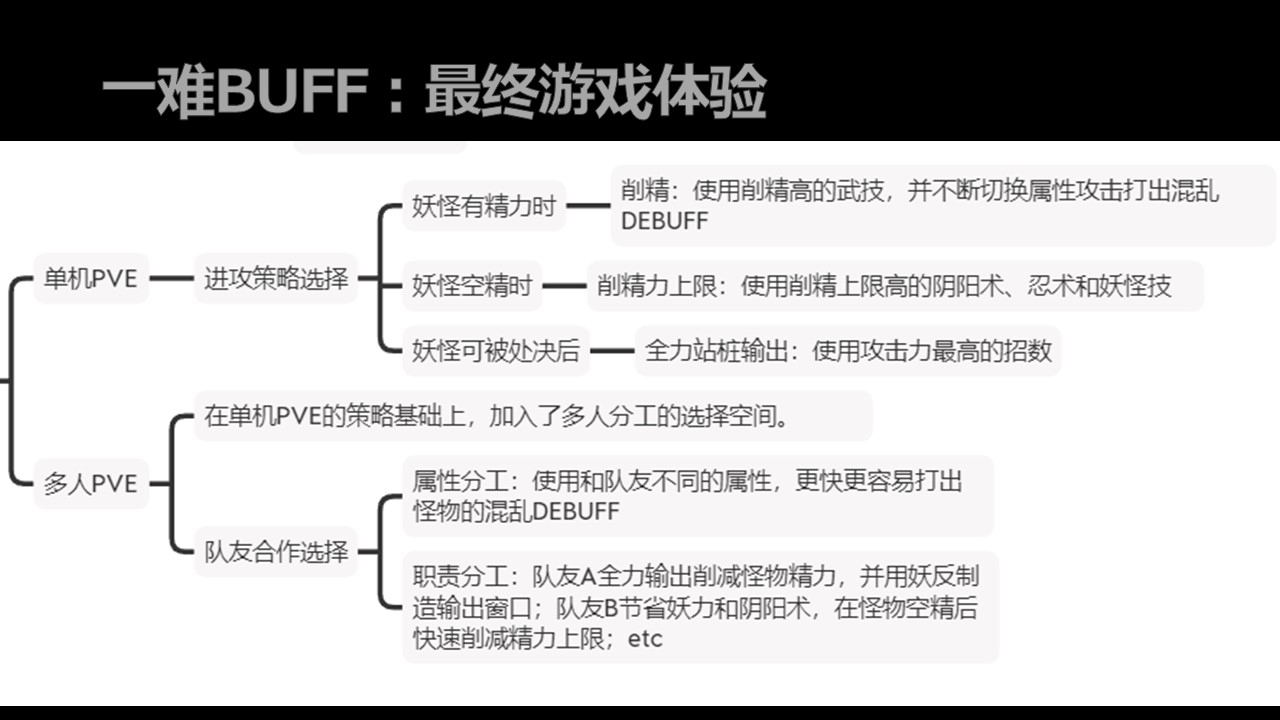 一难BUFF：最终游戏体验
妖怪有精力时
削精：使用削精高的武技，并不断切换属性攻击打出混乱
DEBUFF
单机PVE
进攻策略选择
妖怪空精时
削精力上限：使用削精上限高的阴阳术、忍术和妖怪技
妖怪可被处决后
全力站桩输出：使用攻击力最高的招数
多人PVE
在单机PVE的策略基础上，加入了多人分工的选择空间。
队友合作选择
属性分工：使用和队友不同的属性，更快更容易打出
怪物的混乱DEBUFF
职责分工：队友A全力输出削减怪物精力，并用妖反制
造输出窗口；队友B节省妖力和阴阳术，在怪物空精后
快速削减精力上限；etc